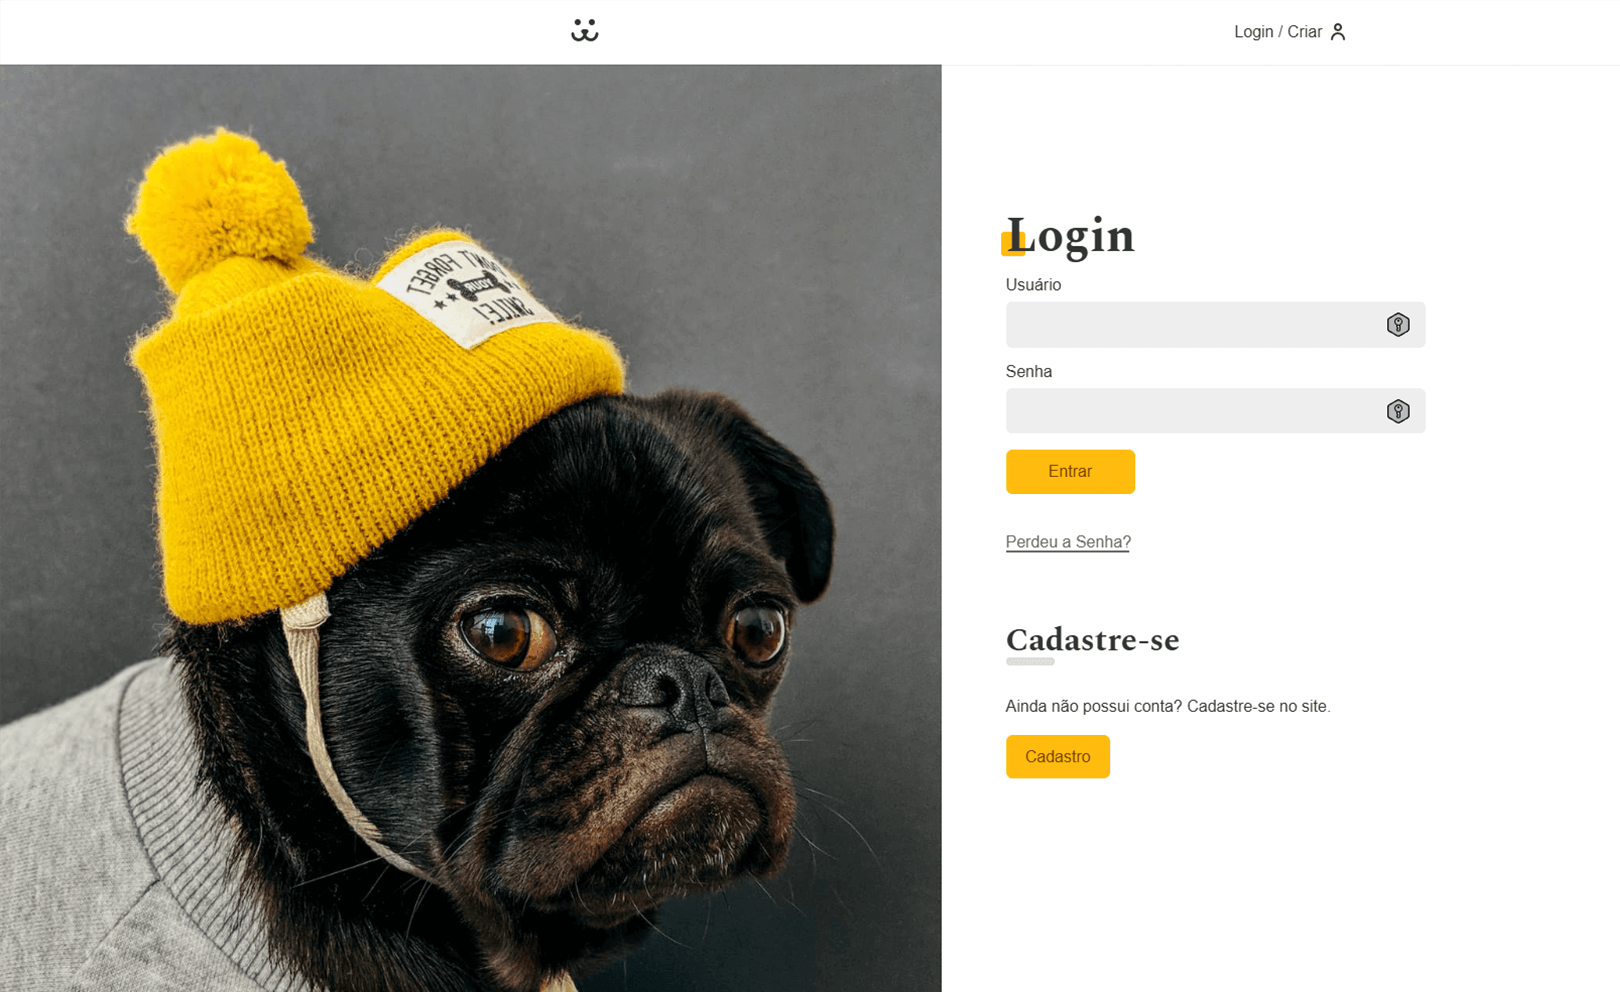 Login / Criar
DON'T FORGET
YOUR
SMILE!
Login
Usuário
Senha
Entrar
Perdeu a Senha?
Cadastre-se
Ainda não possui conta? Cadastre-se no site.
Cadastro